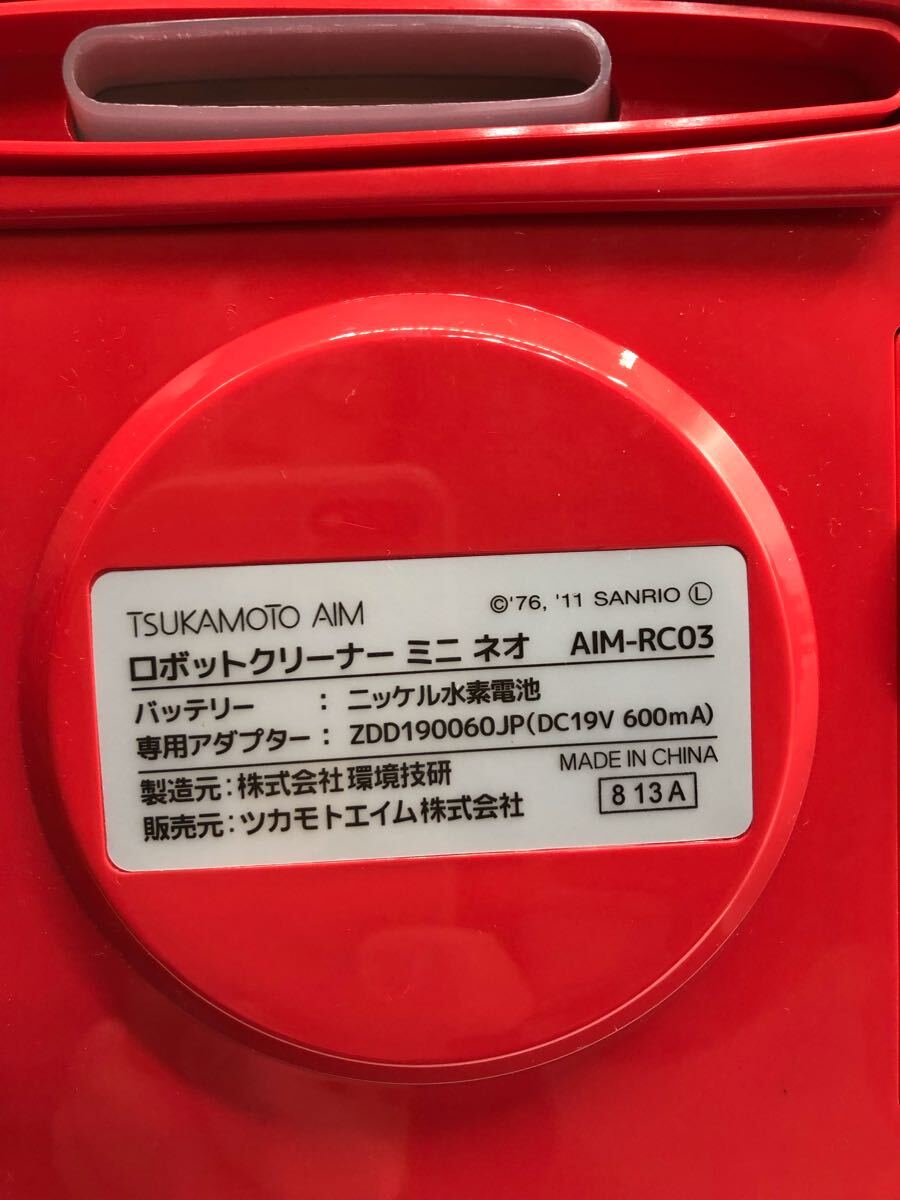 TSUKAMOTO AIM ©'76, '11 SANRIO Ⓛ
ロボットクリーナー ミニ ネオ AIM-RC03
バッテリー : ニッケル水素電池
専用アダプター : ZDD190060JP(DC19V 600mA)
MADE IN CHINA
製造元:株式会社 環境技研
8 13 A
販売元:ツカモトエイム株式会社